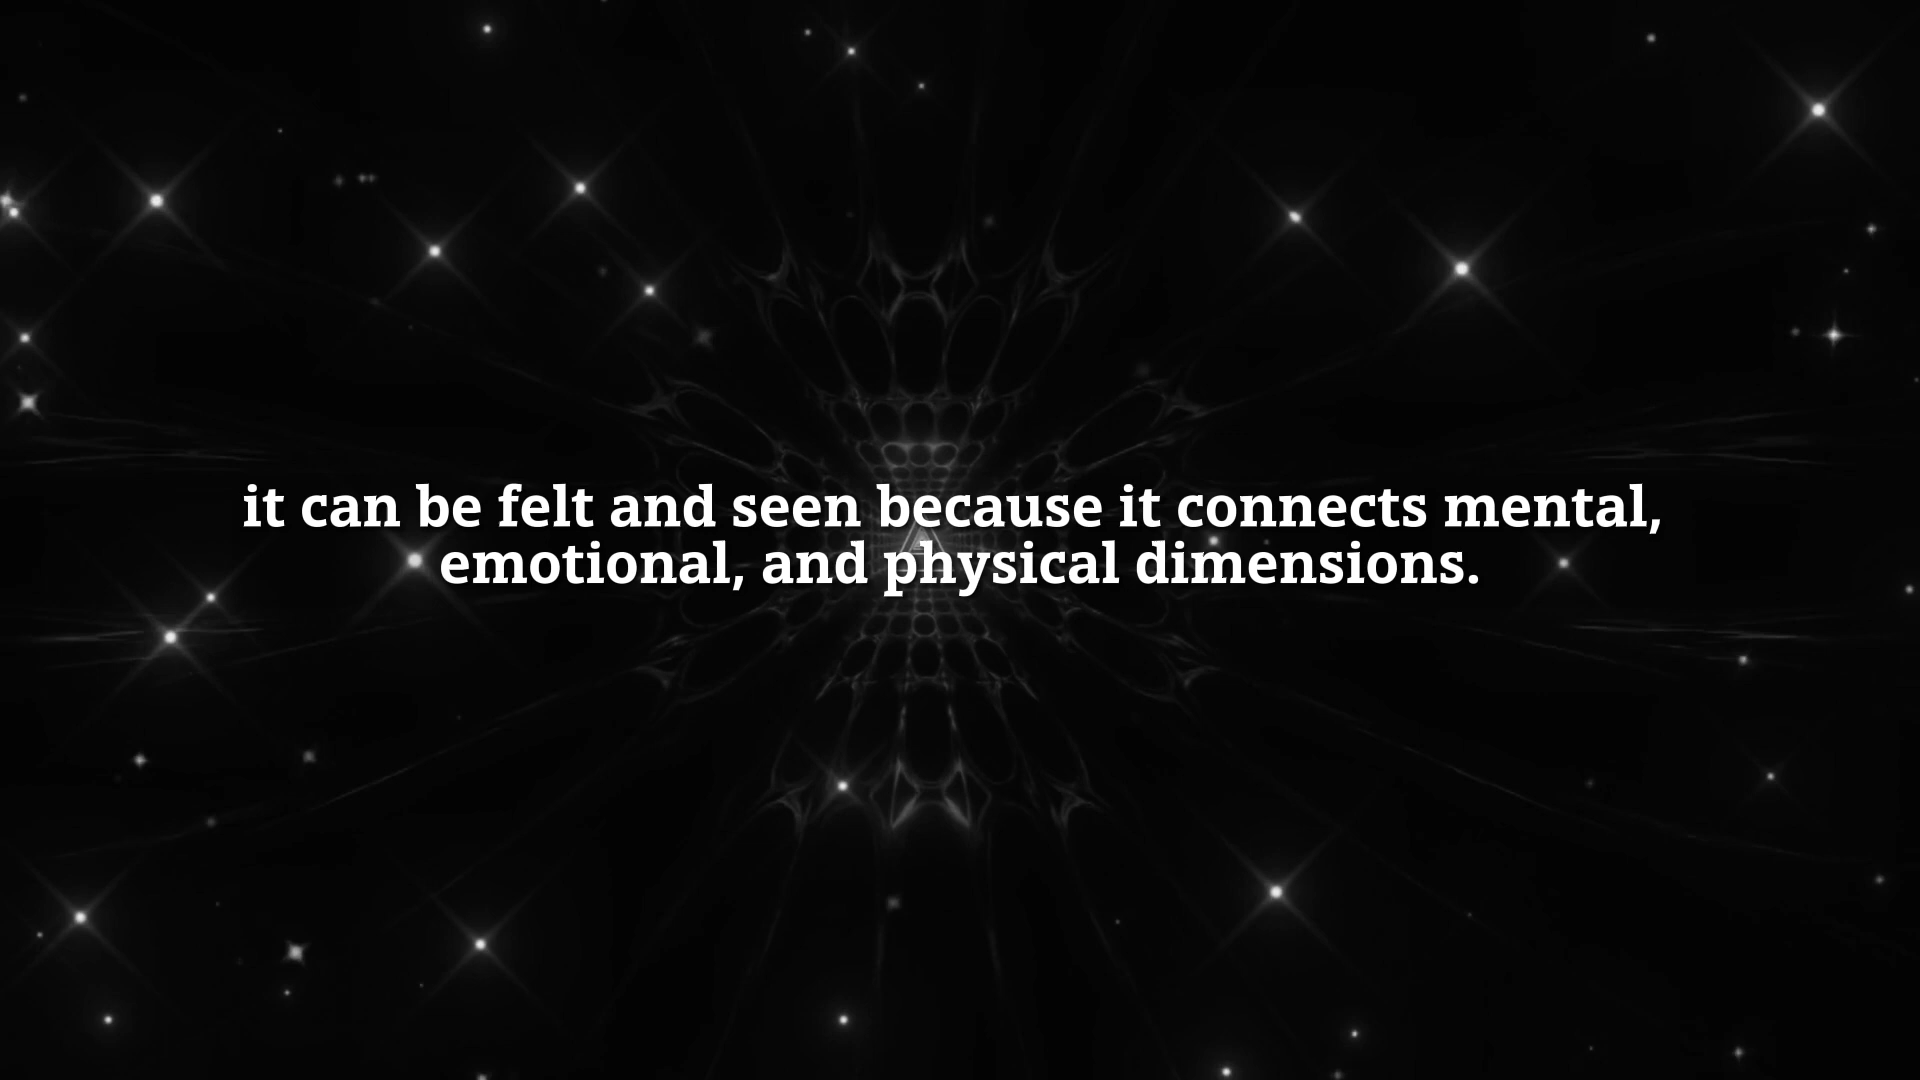 it can be felt and seen because it connects mental,
emotional, and physical dimensions.